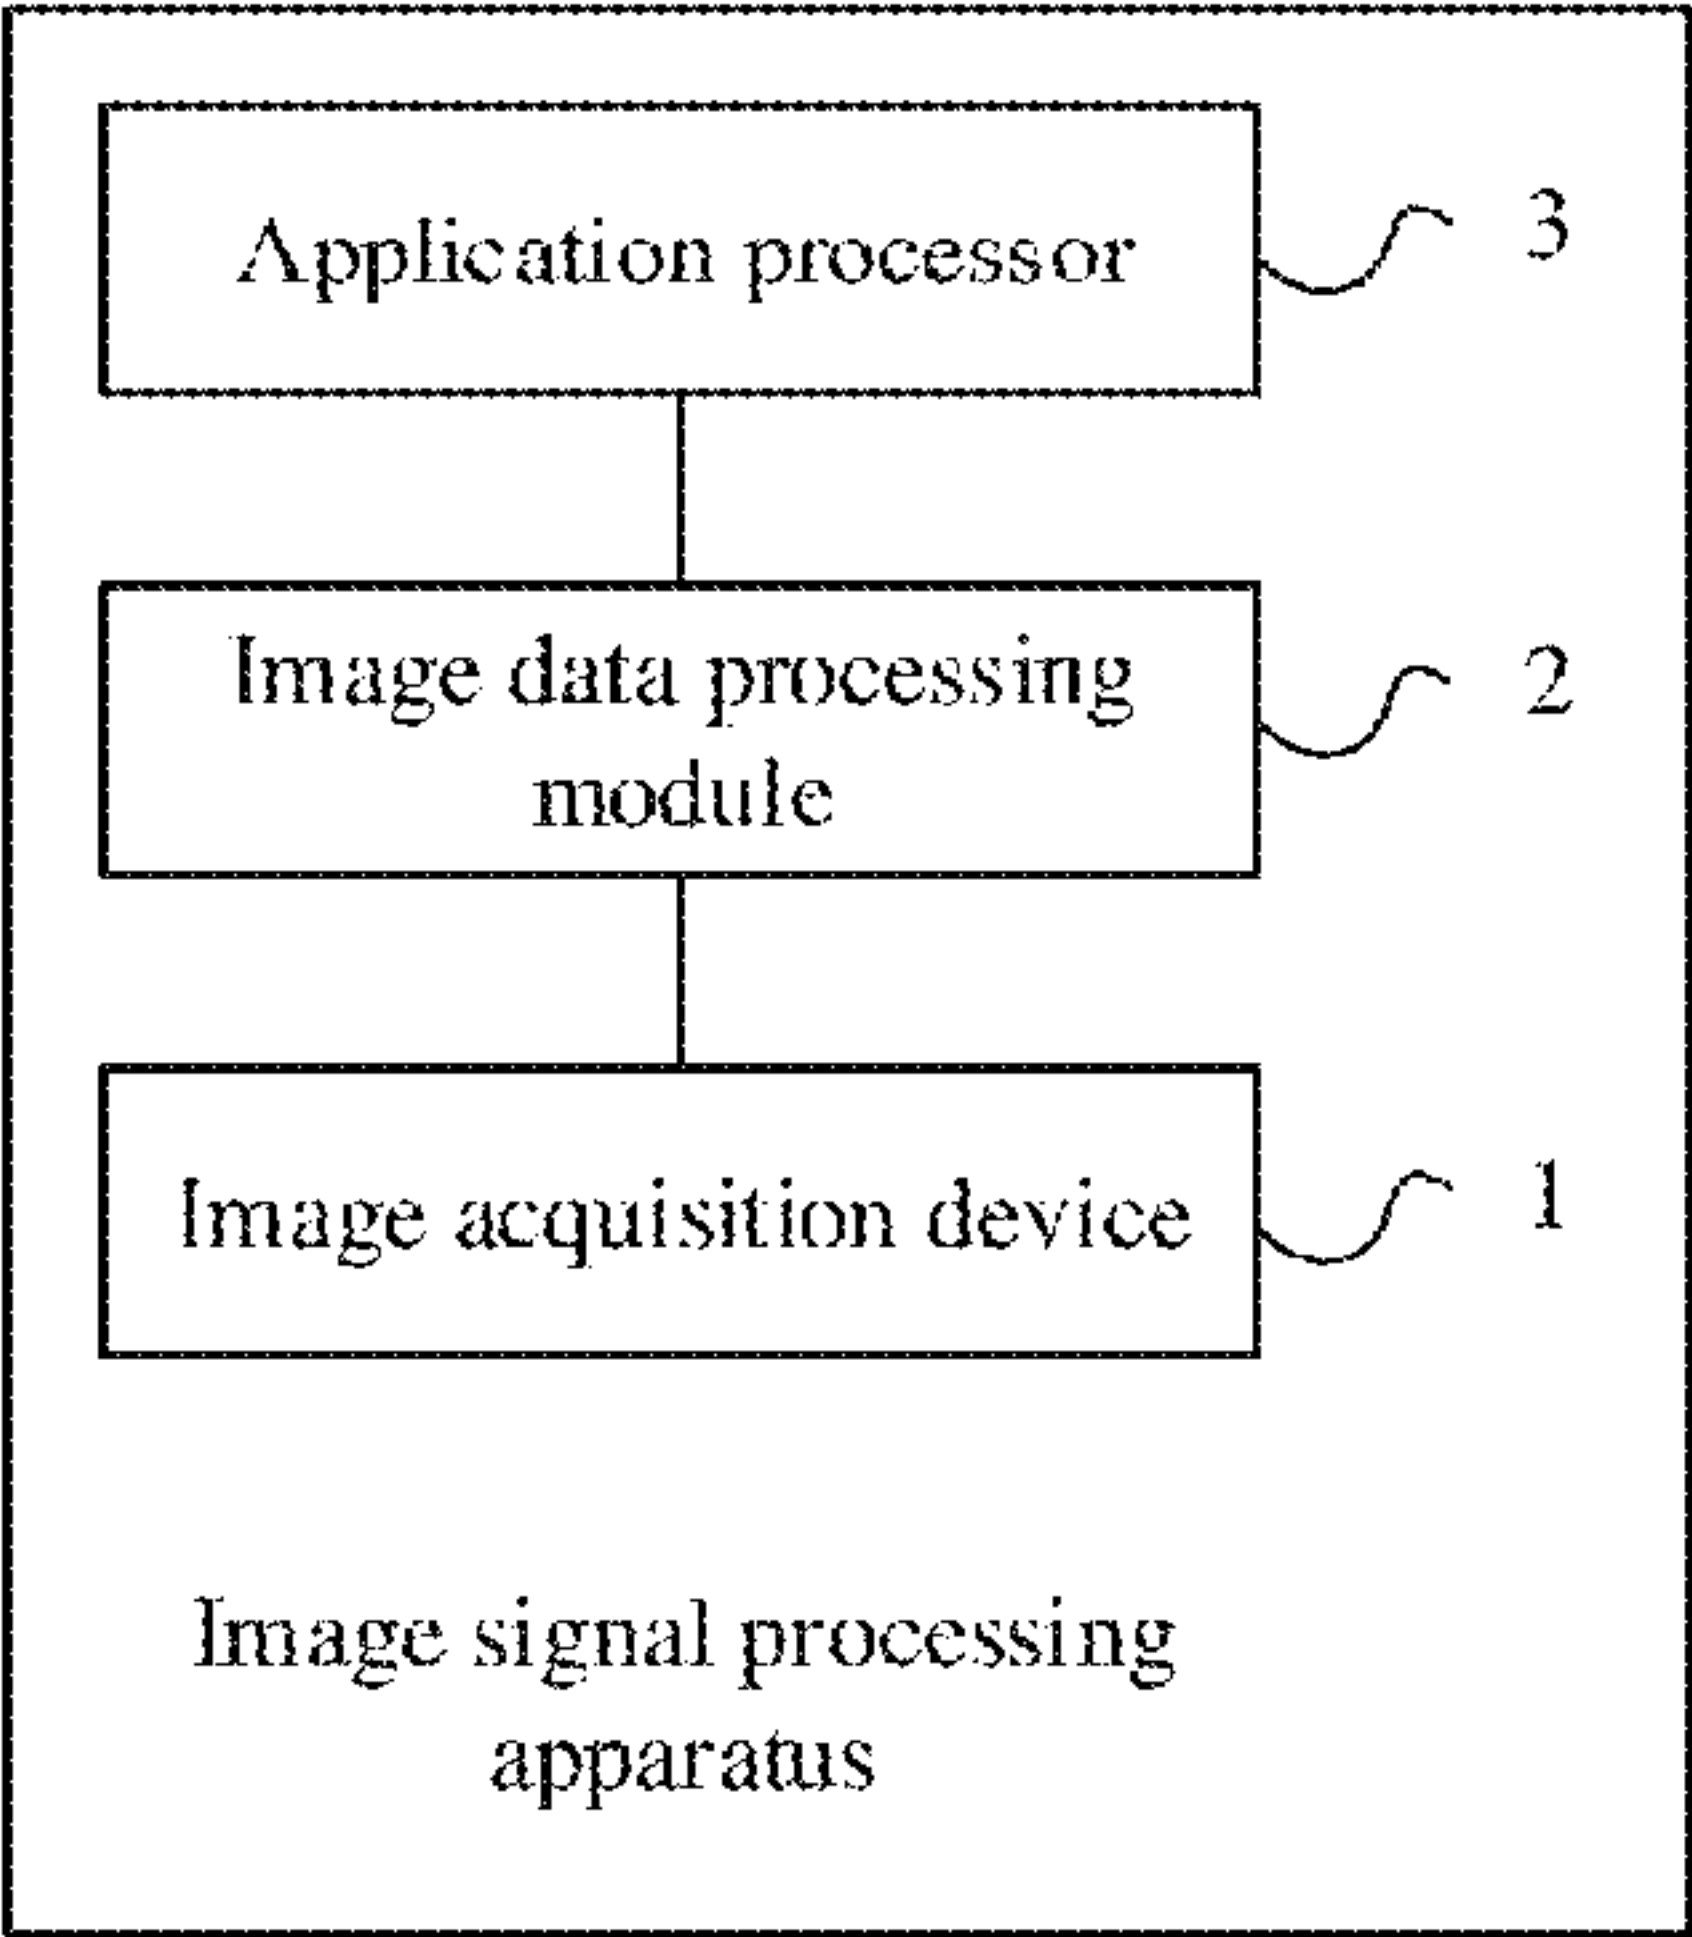 Application processor
3
Image data processing
module
2
Image acquisition device
1
Image signal processing
apparatus